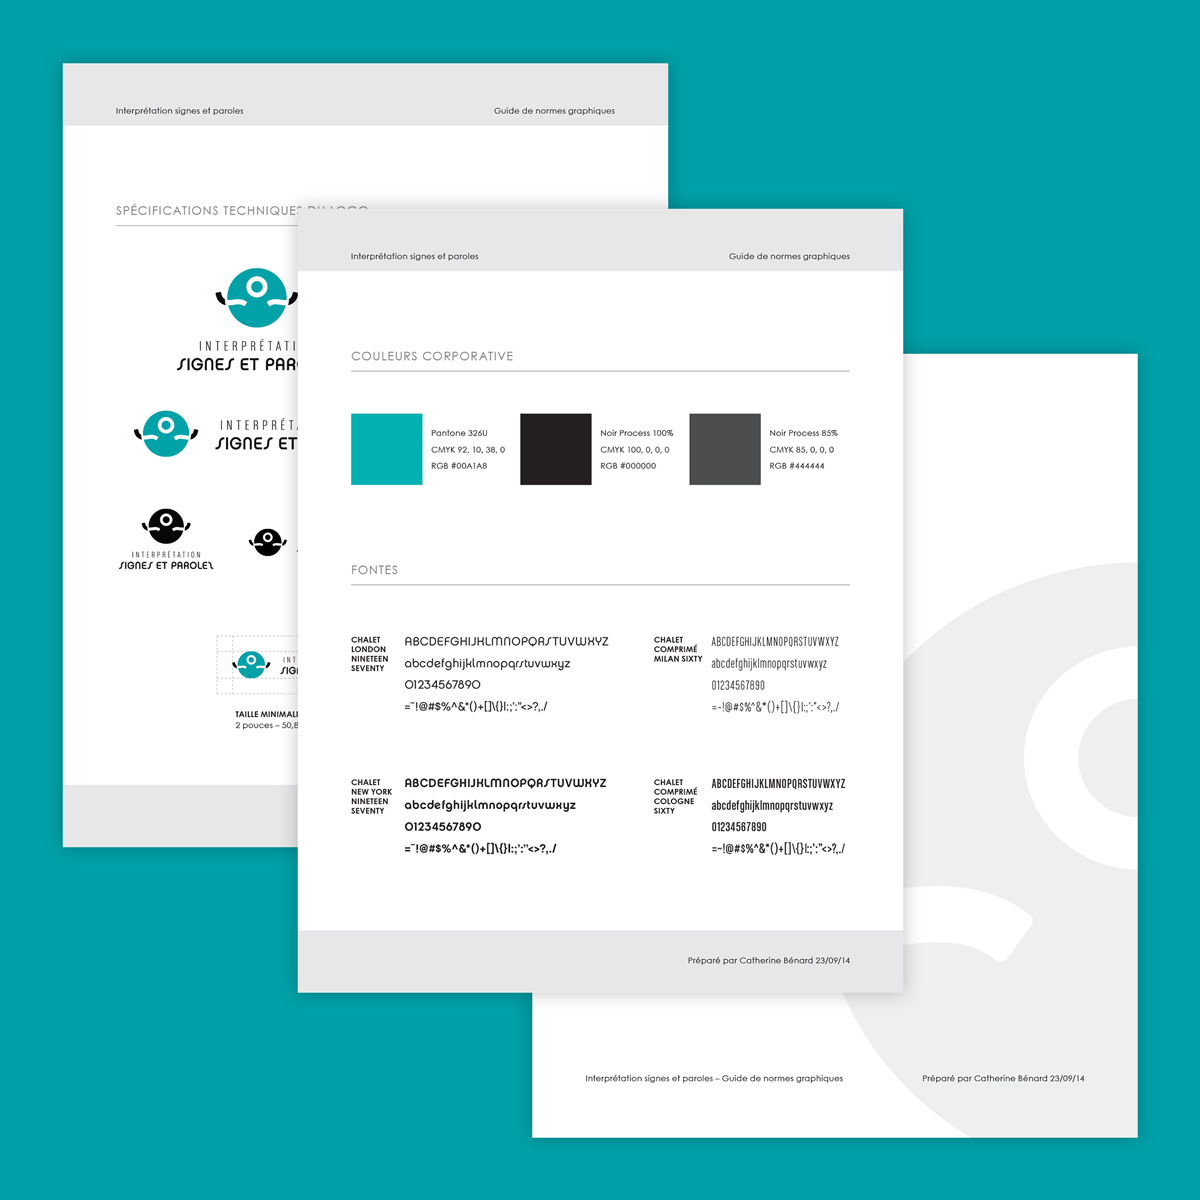 Interprétation signes et paroles
Guide de normes graphiques
SPÉCIFICATIONS TECHNIQUES
INTERPRÉTATI
SIGNES ET PARO
INTERPRÉTA
SIGNES ET
INTERPRÉTATION
SIGNES ET PAROLES
INT
SIG
TAILLE MINIMALE
2 pouces – 50,8
Interprétation signes et paroles
Guide de normes graphiques
COULEURS CORPORATIVE
Pantone 326U
CMYK 92, 10, 38, 0
RGB #00A1A8
Noir Process 100%
CMYK 100, 0, 0, 0
RGB #000000
Noir Process 85%
CMYK 85, 0, 0, 0
RGB #444444
FONTES
CHALET
LONDON
NINETEEN
SEVENTY
ABCDEFGHIJKLMNOPQRSTUVWXYZ
abcdefghijklmnopqrstuvwxyz
01234567890
=~!@#$%^&*()+[]\{}|:;':"<>?,./
CHALET
COMPRIMÉ
MILAN SIXTY
ABCDEFGHIJKLMNOPQRSTUVWXYZ
abcdefghijklmnopqrstuvwxyz
01234567890
=~!@#$%^&*()+[]\{}|:;':"<>?,./
CHALET
NEW YORK
NINETEEN
SEVENTY
ABCDEFGHIJKLMNOPQRSTUVWXYZ
abcdefghijklmnopqrstuvwxyz
01234567890
=~!@#$%^&*()+[]\{}|:;':"<>?,./
CHALET
COMPRIMÉ
COLOGNE
SIXTY
ABCDEFGHIJKLMNOPQRSTUVWXYZ
abcdefghijklmnopqrstuvwxyz
01234567890
=~!@#$%^&*()+[]\{}|:;':"<>?,./
Préparé par Catherine Bénard 23/09/14
Interprétation signes et paroles – Guide de normes graphiques
Préparé par Catherine Bénard 23/09/14